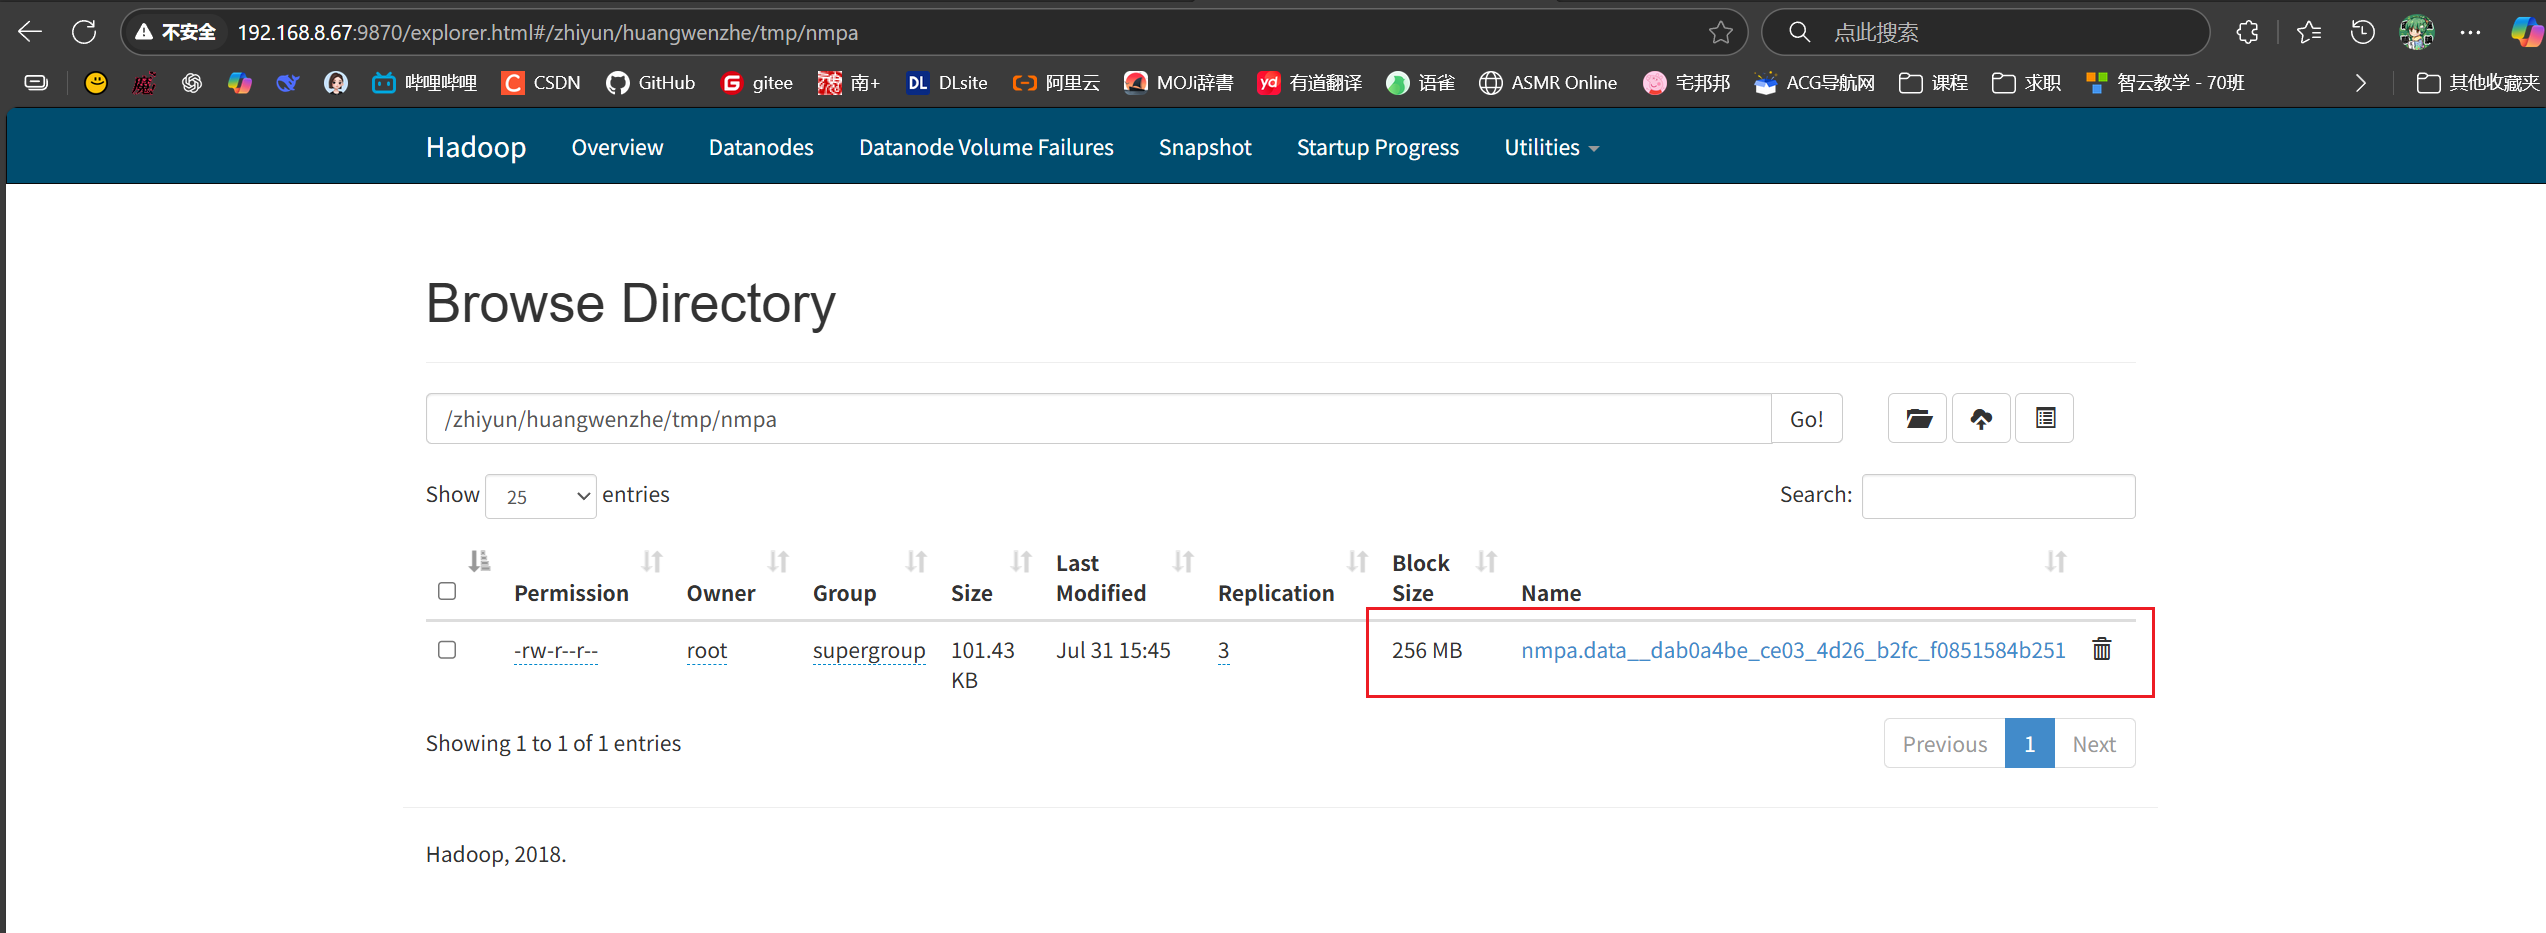 不安全 192.168.8.67:9870/explorer.html#/zhiyun/huangwenzhe/tmp/nmpa 点此搜索
魔 哔哩哔哩 C CSDN GitHub G gitee 南+ DL DLsite 阿里云 MOJi辞書 yd 有道翻译 语雀 ASMR Online 宅邦邦 ACG导航网 课程 求职 智云教学 - 70班 其他收藏夹
Hadoop Overview Datanodes Datanode Volume Failures Snapshot Startup Progress Utilities
Browse Directory
/zhiyun/huangwenzhe/tmp/nmpa Go!
Show 25 entries Search:
Permission Owner Group Size Last Modified Replication Block Size Name
-rw-r--r-- root supergroup 101.43 KB Jul 31 15:45 3 256 MB nmpa.data__dab0a4be_ce03_4d26_b2fc_f0851584b251
Showing 1 to 1 of 1 entries Previous 1 Next
Hadoop, 2018.